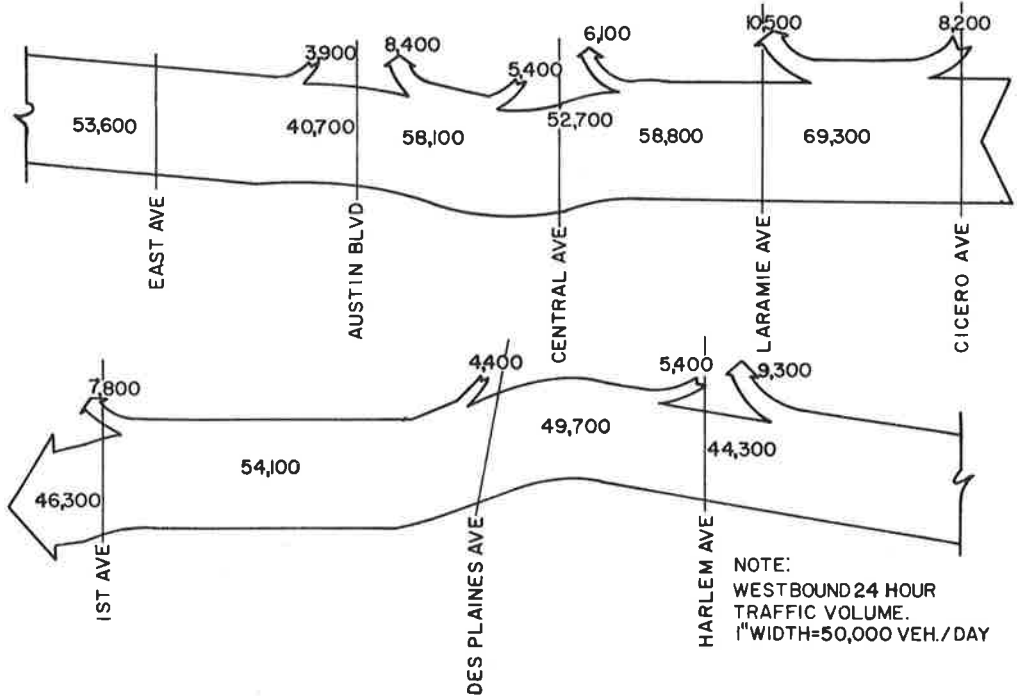 3,900
8,400
5,400
6,100
10,500
8,200
53,600
40,700
58,100
52,700
58,800
69,300
EAST AVE
AUSTIN BLVD
CENTRAL AVE
LARAMIE AVE
CICERO AVE
7,800
4,400
5,400
9,300
46,300
54,100
49,700
44,300
1ST AVE
DES PLAINES AVE
HARLEM AVE
NOTE:
WESTBOUND 24 HOUR
TRAFFIC VOLUME.
1" WIDTH=50,000 VEH./DAY